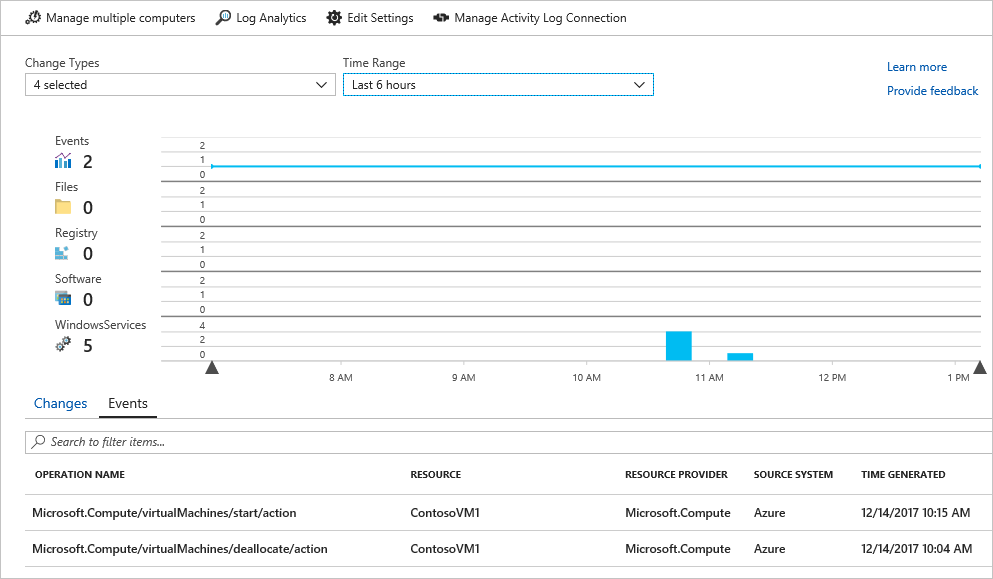 Manage multiple computers Log Analytics Edit Settings Manage Activity Log Connection
Change Types Time Range
4 selected Last 6 hours
Learn more
Provide feedback
Events
2
Files
0
Registry
0
Software
0
WindowsServices
5
2
1
0
2
1
0
2
1
0
2
1
0
4
2
0
8 AM 9 AM 10 AM 11 AM 12 PM 1 PM
Changes Events
Search to filter items...
OPERATION NAME RESOURCE RESOURCE PROVIDER SOURCE SYSTEM TIME GENERATED
Microsoft.Compute/virtualMachines/start/action ContosoVM1 Microsoft.Compute Azure 12/14/2017 10:15 AM
Microsoft.Compute/virtualMachines/deallocate/action ContosoVM1 Microsoft.Compute Azure 12/14/2017 10:04 AM